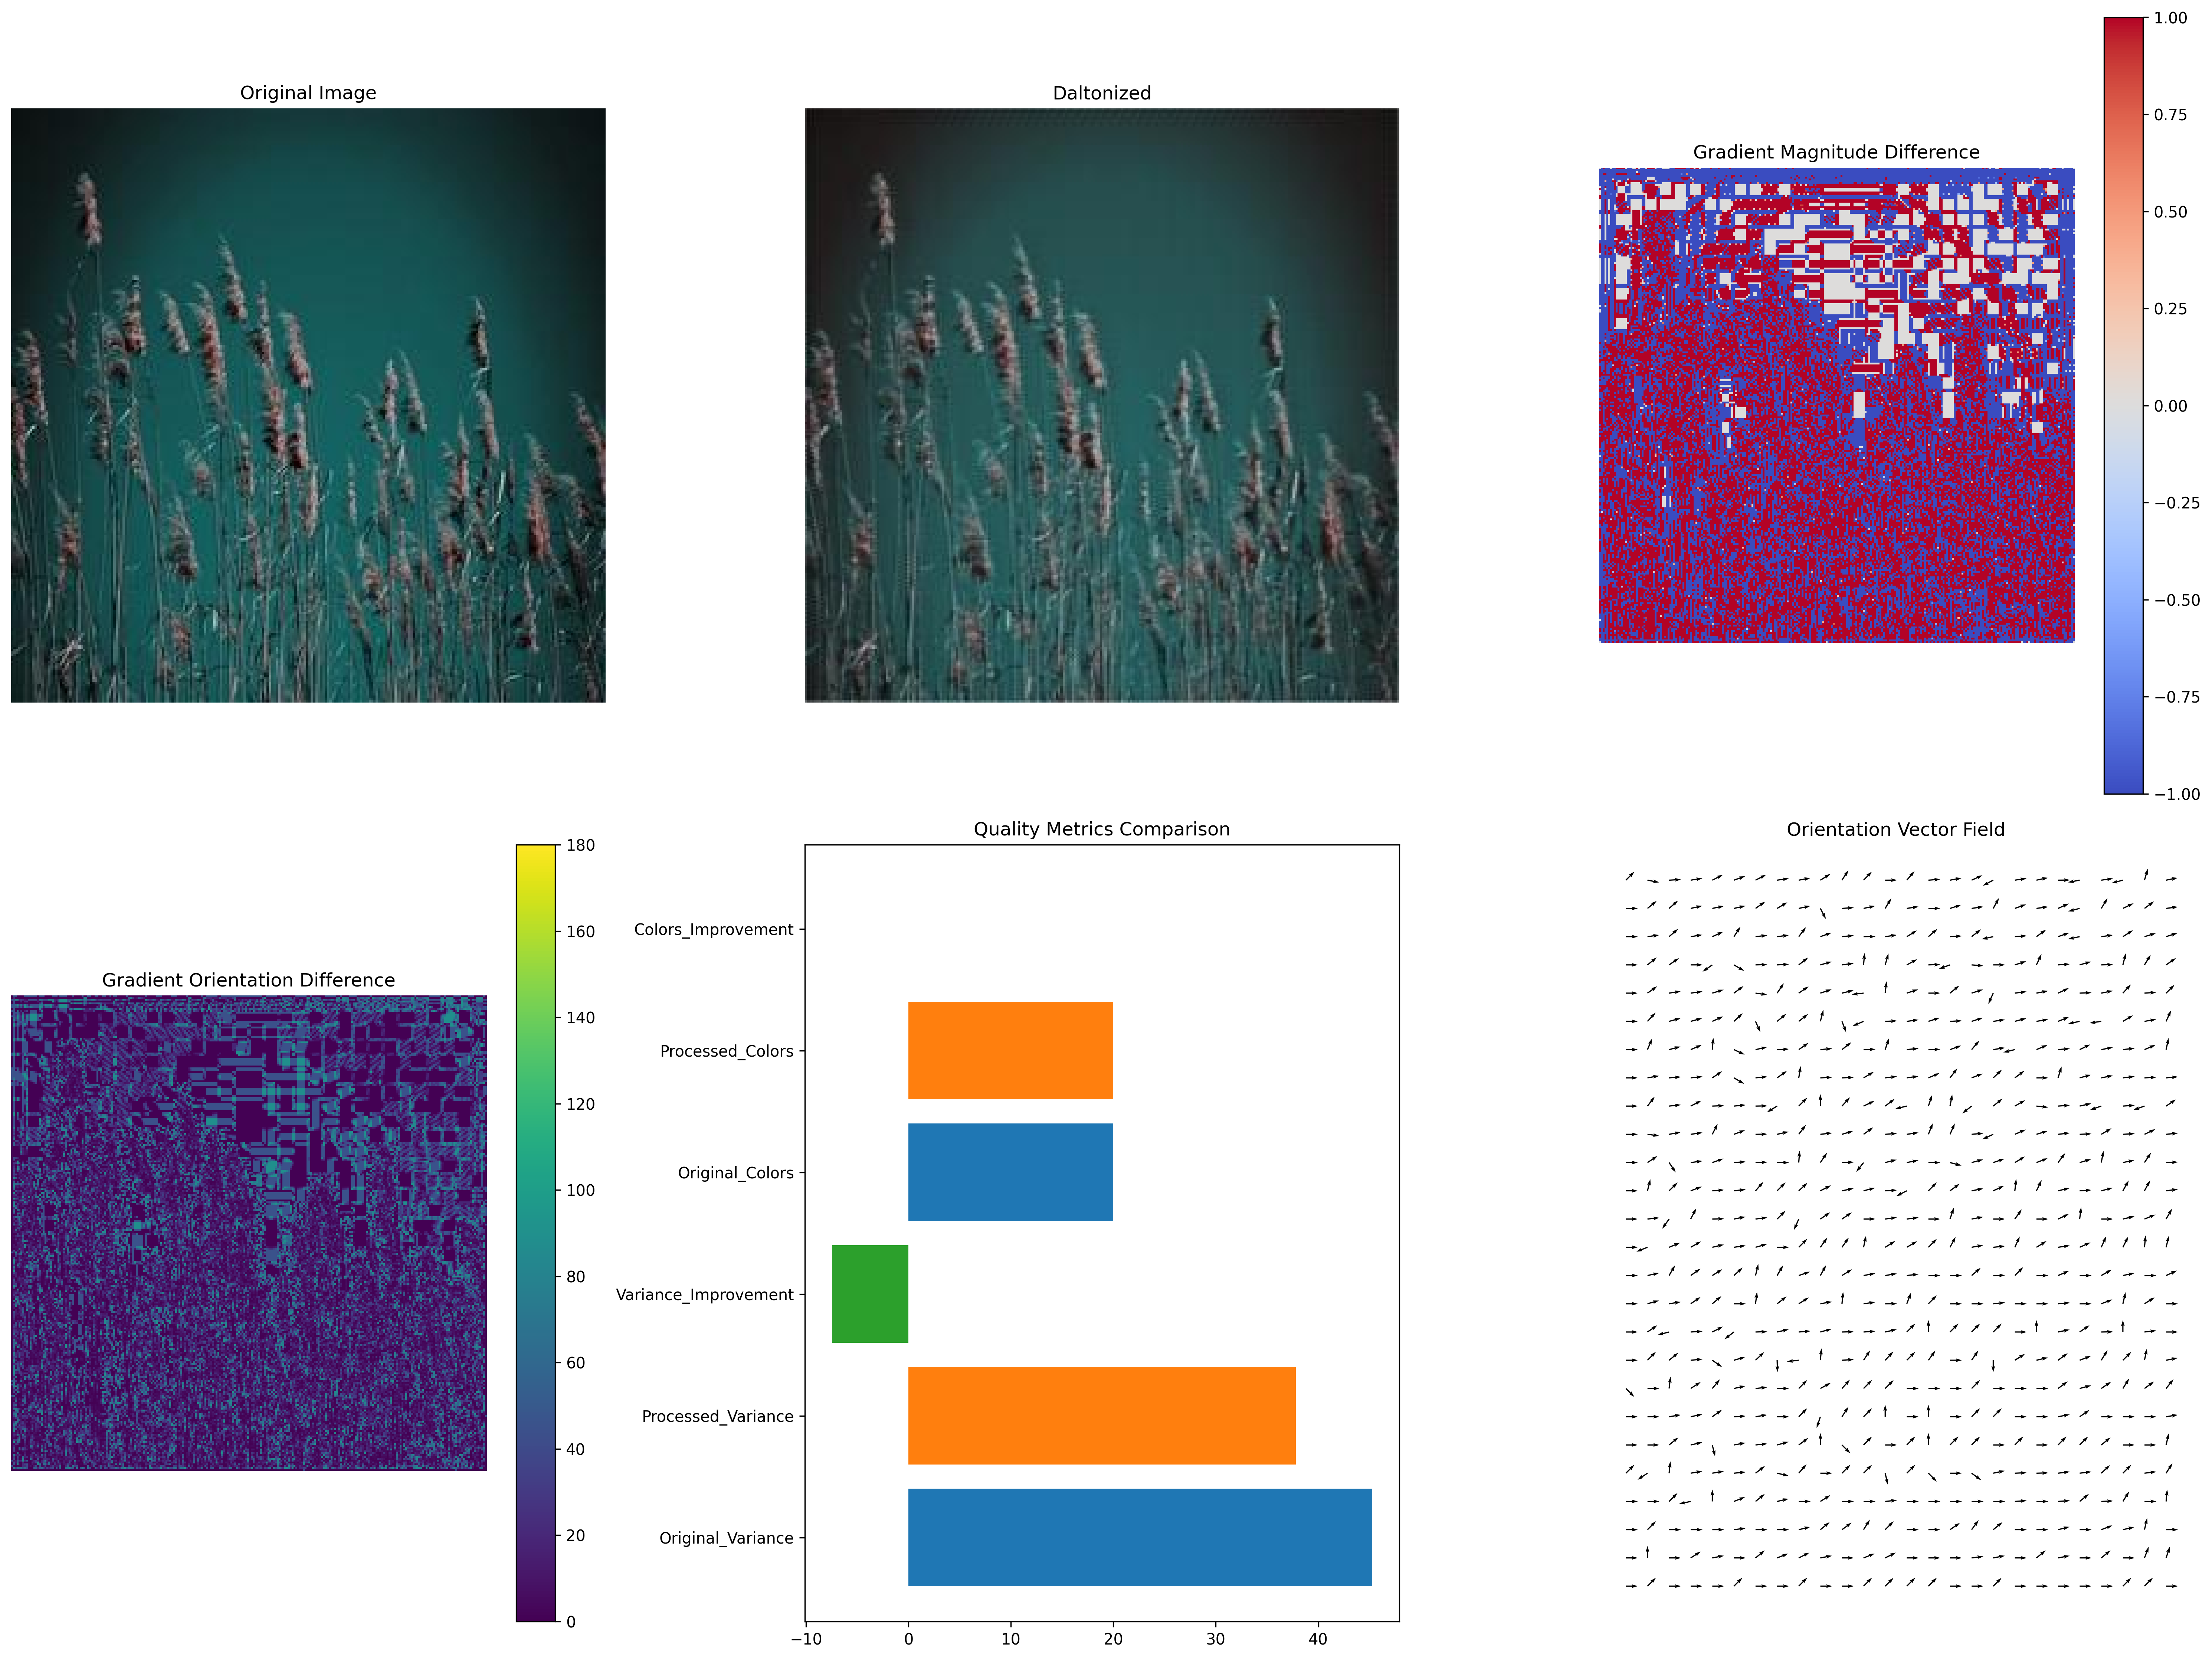 Original Image
Daltonized
Gradient Magnitude Difference
1.00
0.75
0.50
0.25
0.00
−0.25
−0.50
−0.75
−1.00
Gradient Orientation Difference
180
160
140
120
100
80
60
40
20
0
Quality Metrics Comparison
Colors_Improvement
Processed_Colors
Original_Colors
Variance_Improvement
Processed_Variance
Original_Variance
−10 0 10 20 30 40
Orientation Vector Field